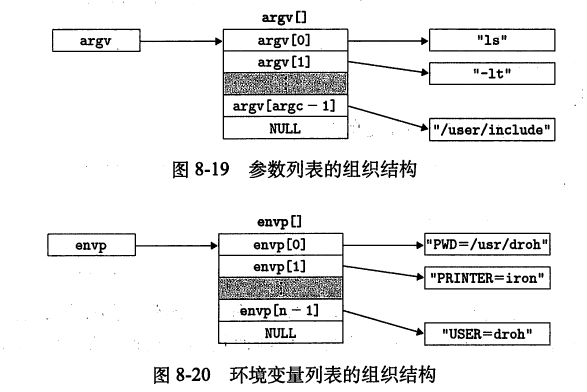 argv[]
argv
argv[0]
"ls"
argv[1]
"-lt"
argv[argc-1]
NULL
"/user/include"
图 8-19 参数列表的组织结构
envp[]
envp
envp[0]
"PWD=/usr/droh"
envp[1]
"PRINTER=iron"
envp[n-1]
NULL
"USER=droh"
图 8-20 环境变量列表的组织结构